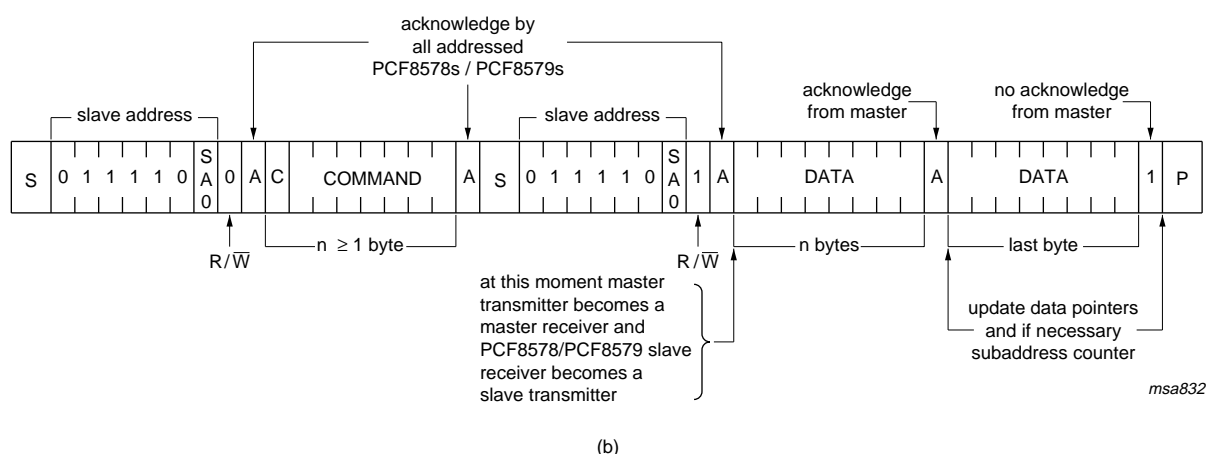 acknowledge by
all addressed
PCF8578s / PCF8579s
acknowledge
from master
no acknowledge
from master
slave address
slave address
S 0 1 1 1 1 0 SA0 0 A C COMMAND A S 0 1 1 1 1 0 SA0 1 A DATA A DATA 1 P
R/W̅
n ≥ 1 byte
R/W̅
n bytes
last byte
at this moment master
transmitter becomes a
master receiver and
PCF8578/PCF8579 slave
receiver becomes a
slave transmitter
update data pointers
and if necessary
subaddress counter
msa832
(b)